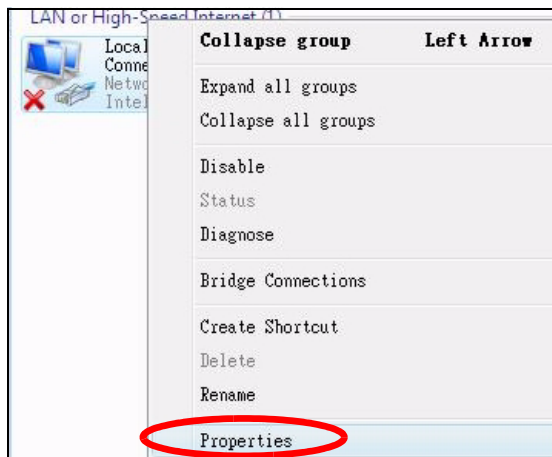 LAN or High-Speed Internet (1)
Local
Conne
Netwo
Intel
Collapse group Left Arrow
Expand all groups
Collapse all groups
Disable
Status
Diagnose
Bridge Connections
Create Shortcut
Delete
Rename
Properties